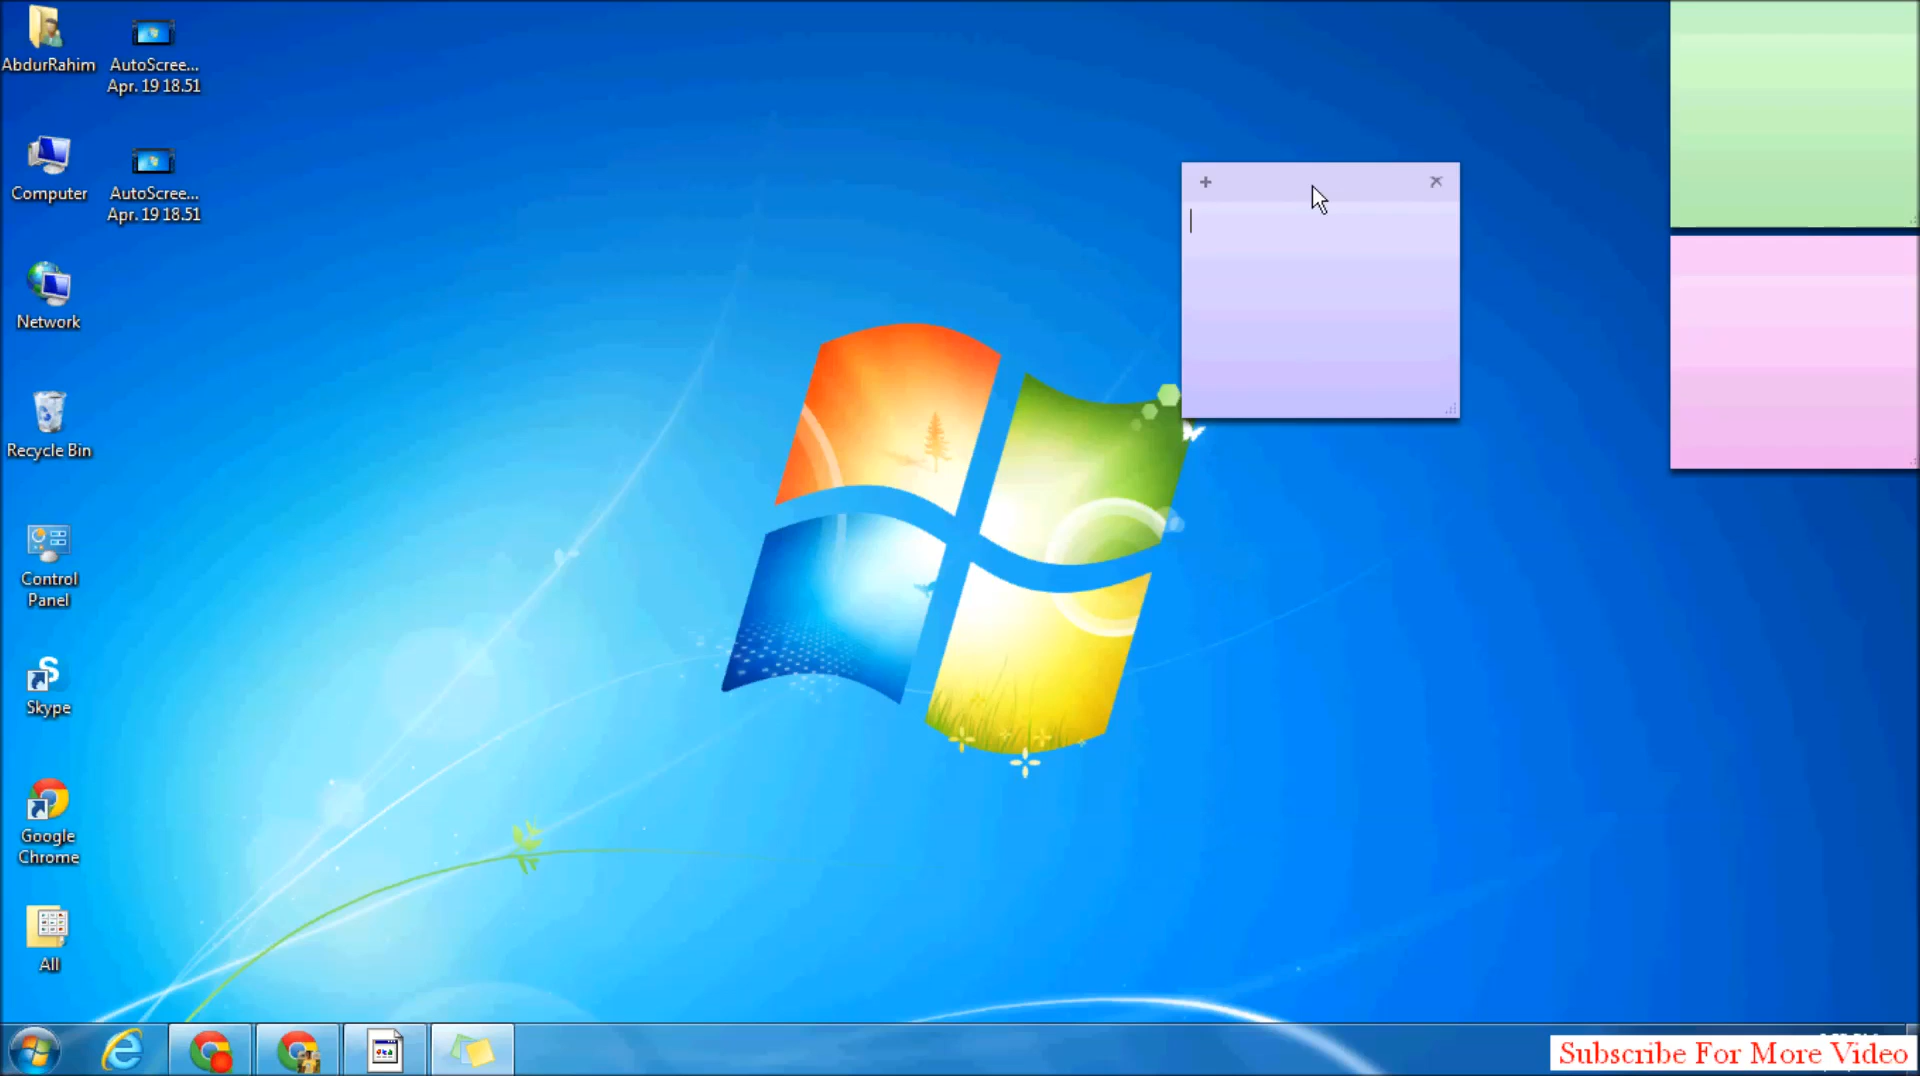 AbdurRahim
AutoScree...
Apr. 19 18.51
Computer
AutoScree...
Apr. 19 18.51
Network
Recycle Bin
Control
Panel
Skype
Google
Chrome
All
Subscribe For More Video